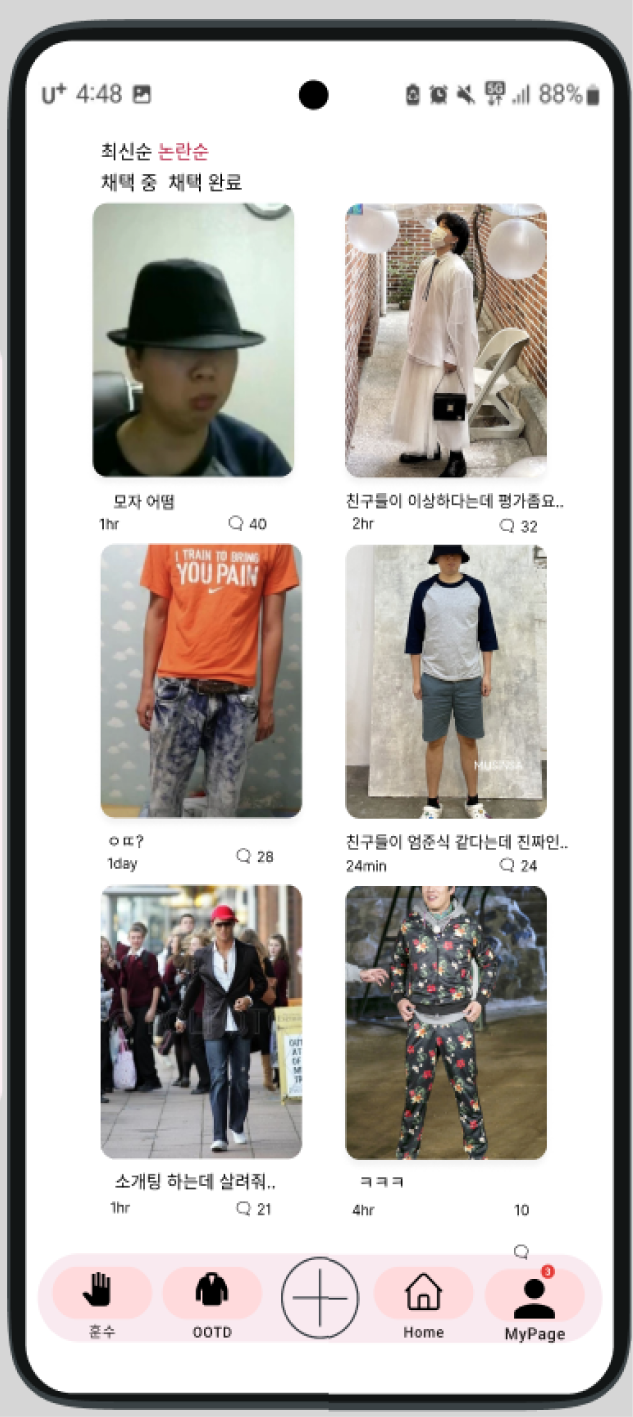 U+ 4:48 5G 88%
최신순 논란순
채택 중 채택 완료
모자 어떰
1hr 40
친구들이 이상하다는데 평가좀요..
2hr 32
I TRAIN TO BRING
YOU PAIN
ㅇㄸ?
1day 28
친구들이 엄준식 같다는데 진짜인..
24min 24
소개팅 하는데 살려줘..
1hr 21
ㅋㅋㅋ
4hr 10
3
훈수 OOTD Home MyPage